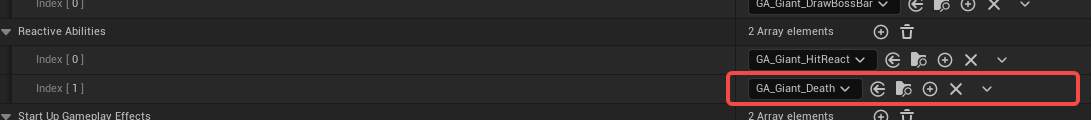 Index [ 0 ] GA_Giant_DrawBossBar
Reactive Abilities 2 Array elements
Index [ 0 ] GA_Giant_HitReact
Index [ 1 ] GA_Giant_Death
Start Up Gameplay Effects 2 Array elements